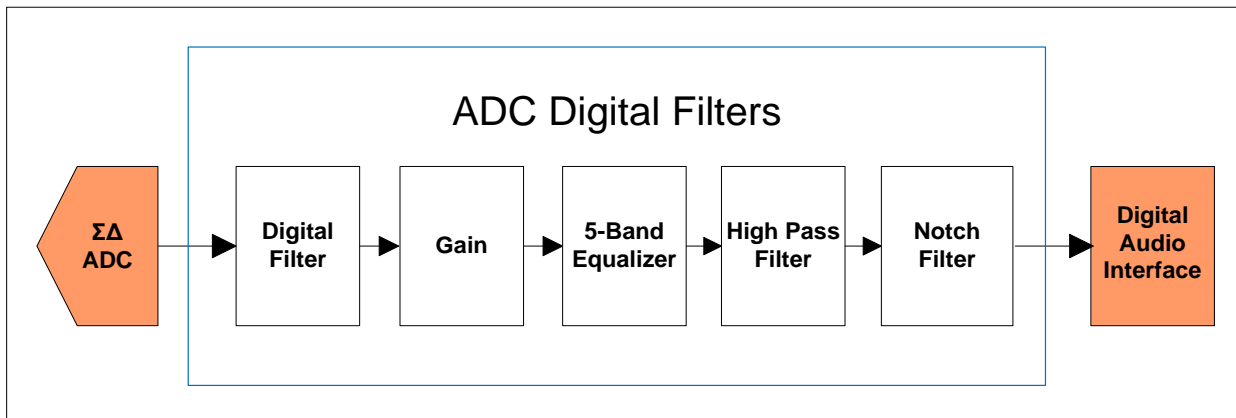 ADC Digital Filters
ΣΔ
ADC
Digital
Filter
Gain
5-Band
Equalizer
High Pass
Filter
Notch
Filter
Digital
Audio
Interface